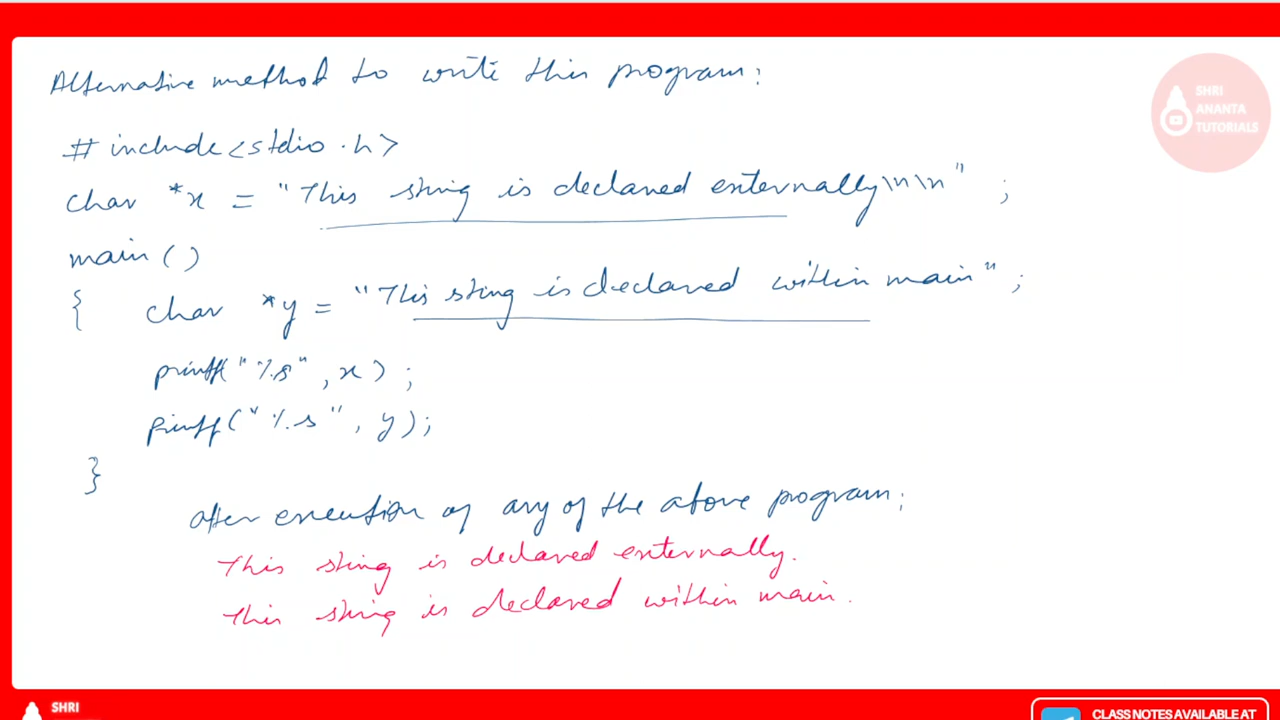 Alternative method to write this program:
SHRI
ANANTA
TUTORIALS
# include <stdio.h>
char *x = "This string is declared externally\n\n" ;
main ( )
{ char *y = "This string is declared within main" ;
printf("%s" , x) ;
printf("%s" , y) ;
}
After execution of any of the above program;
This string is declared externally.
This string is declared within main.
SHRI
CLASS NOTES AVAILABLE AT